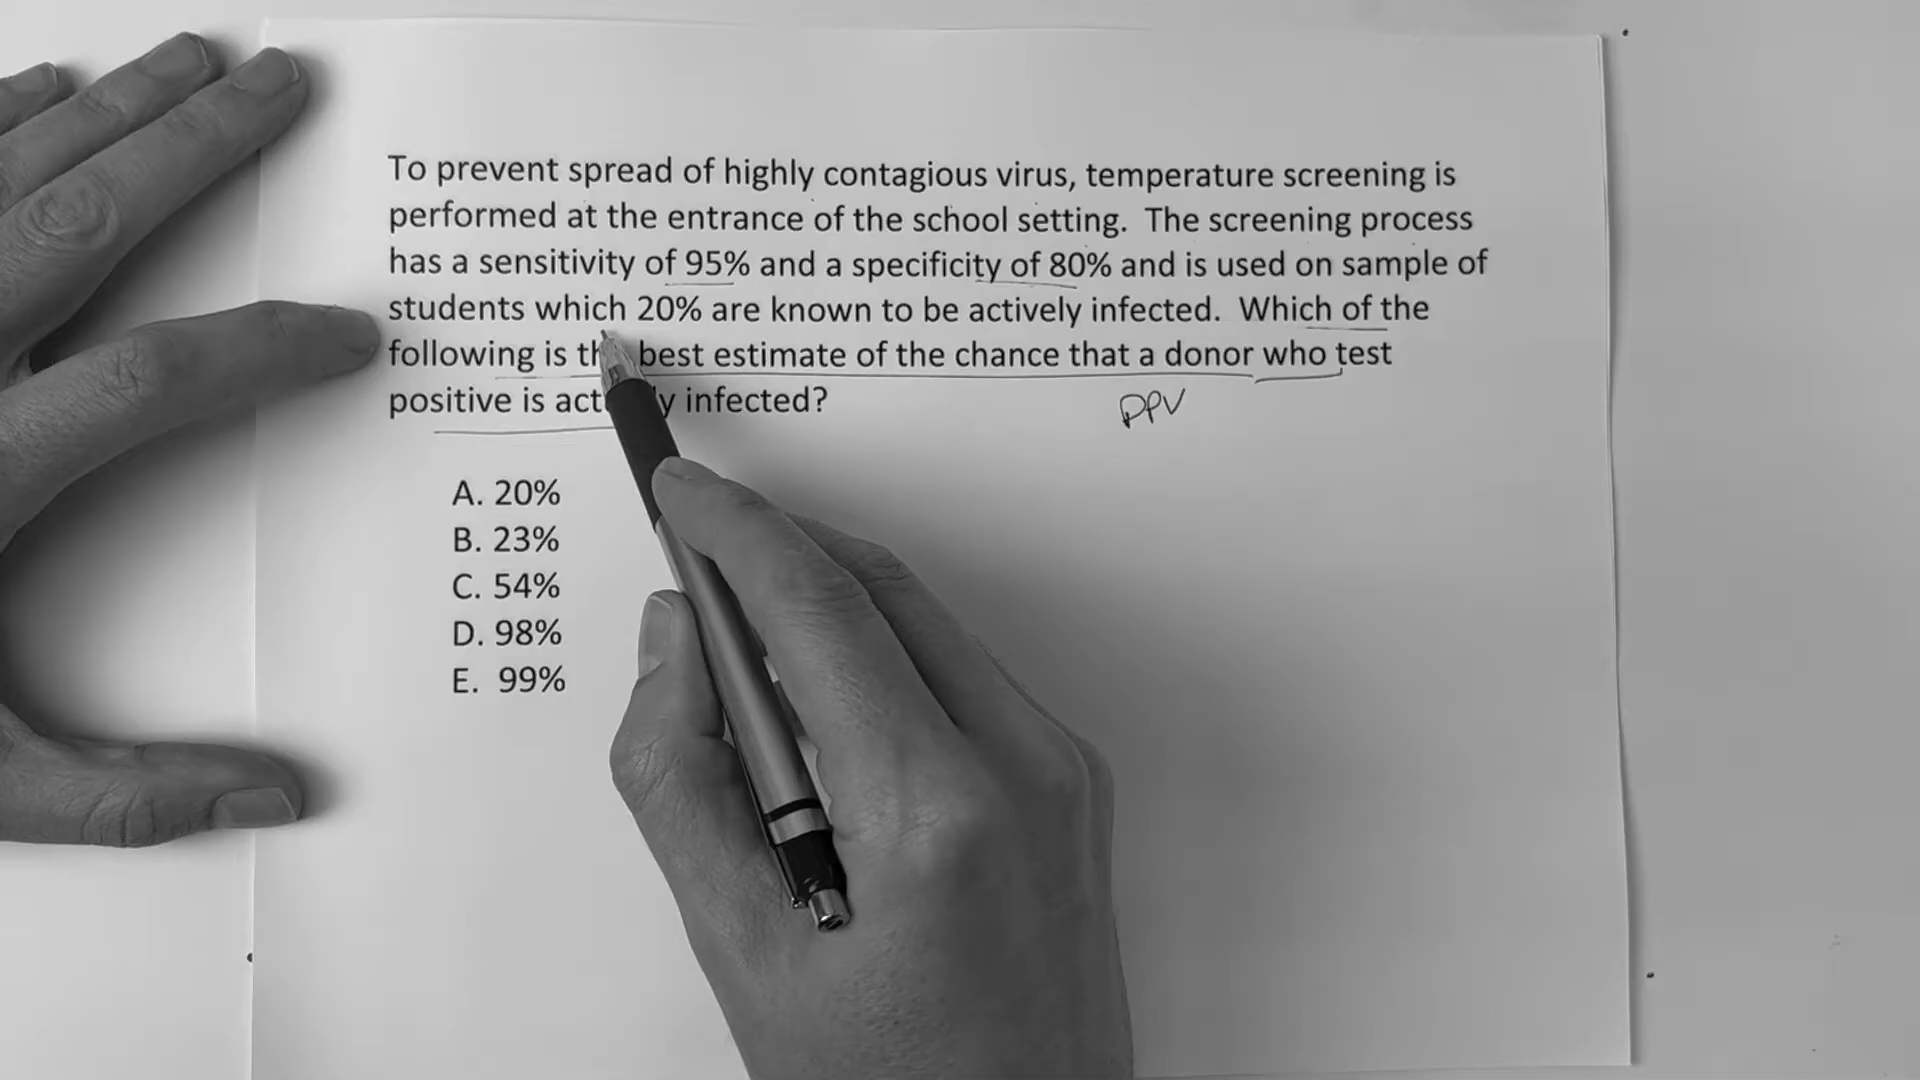 To prevent spread of highly contagious virus, temperature screening is
performed at the entrance of the school setting. The screening process
has a sensitivity of 95% and a specificity of 80% and is used on sample of
students which 20% are known to be actively infected. Which of the
following is th best estimate of the chance that a donor who test
positive is act y infected?
PPV
A. 20%
B. 23%
C. 54%
D. 98%
E. 99%